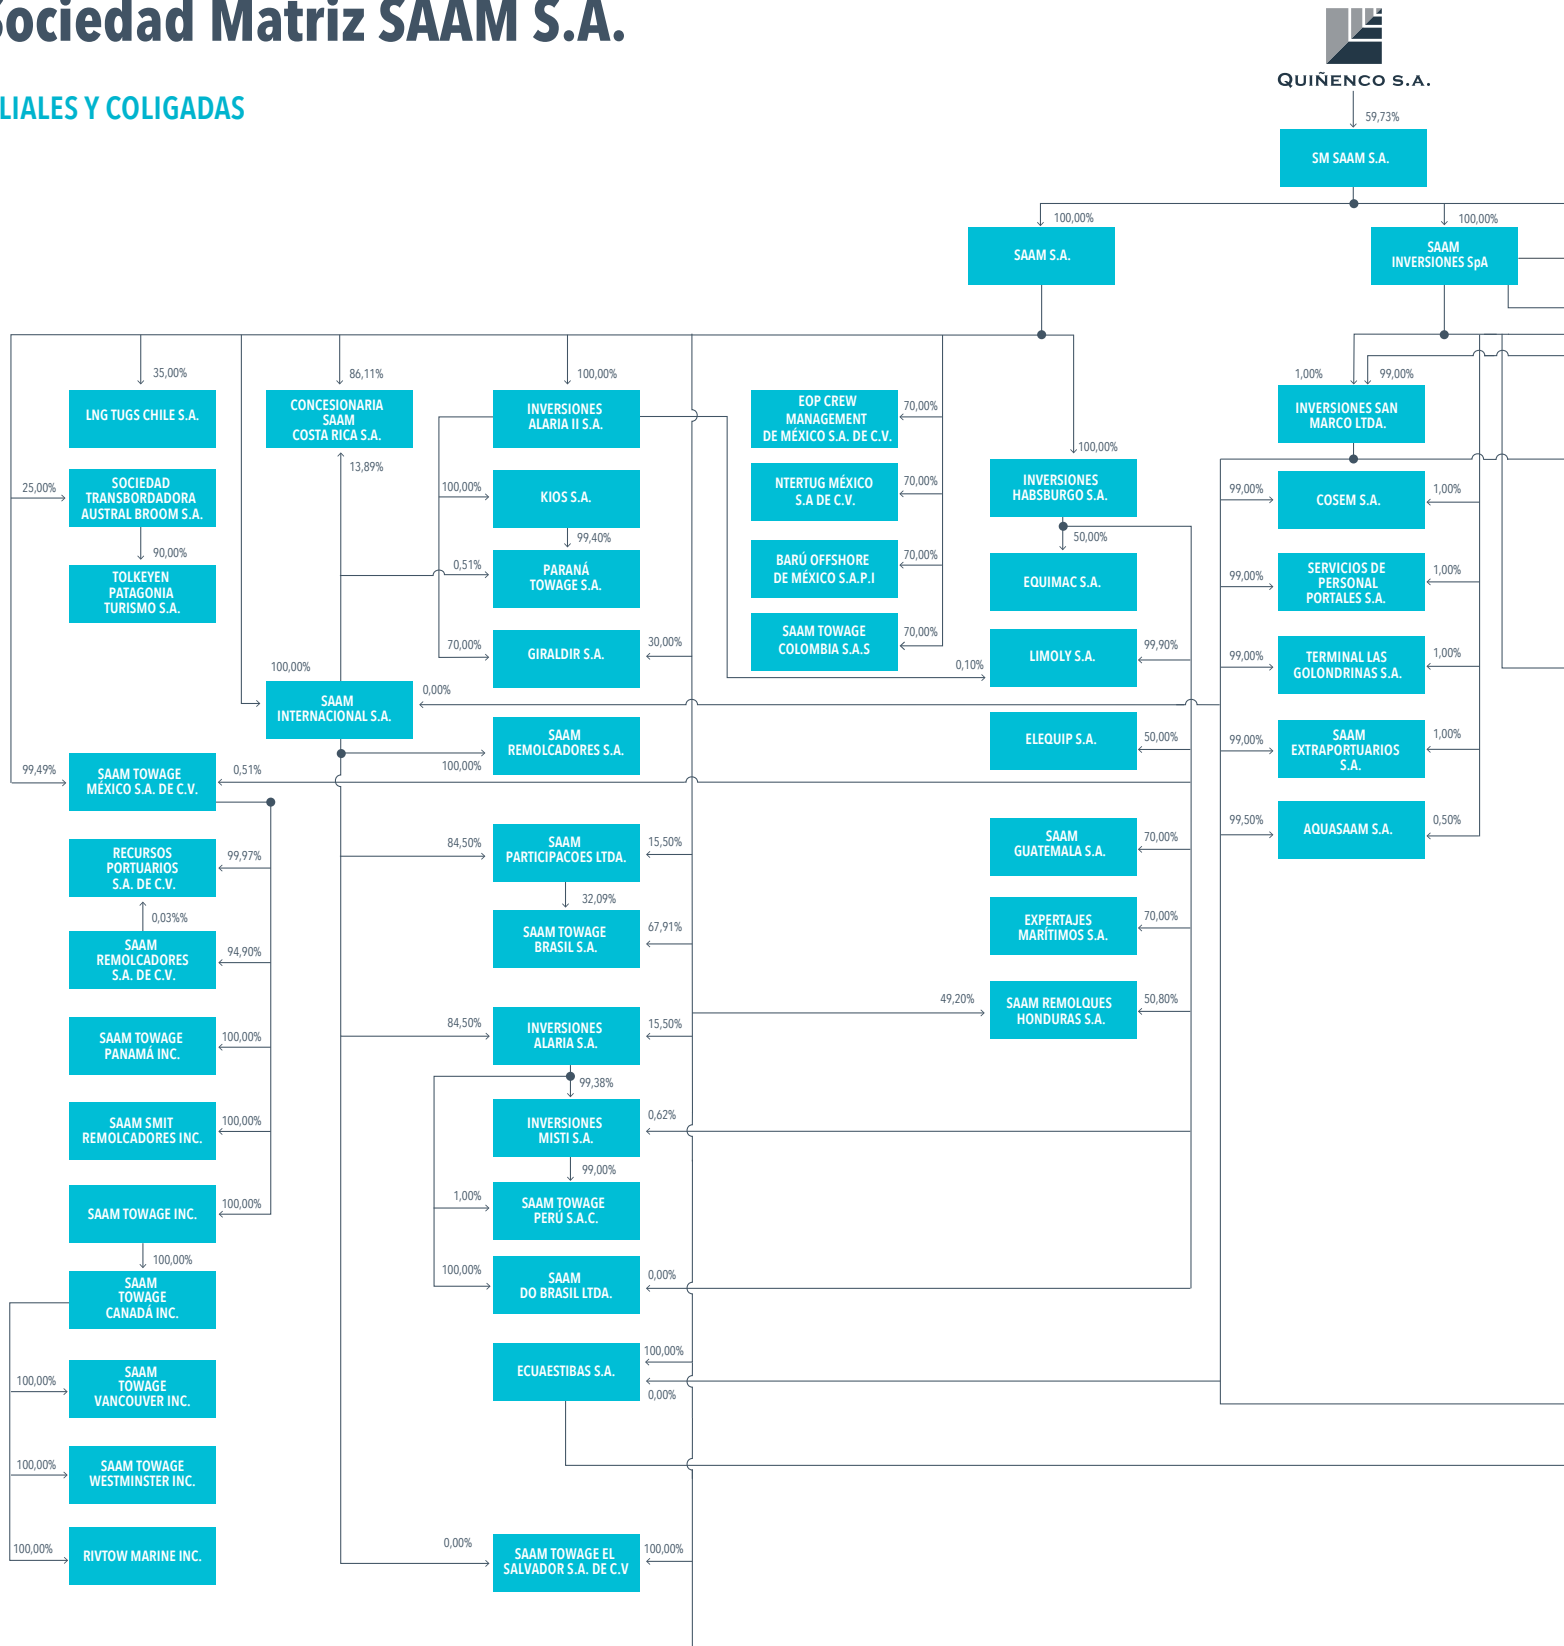 Sociedad Matriz SAAM S.A.
LIALES Y COLIGADAS
QUIÑENCO S.A.
59,73%
SM SAAM S.A.
100,00%
100,00%
SAAM S.A.
SAAM
INVERSIONES SpA
35,00%
86,11%
100,00%
1,00%
99,00%
LNG TUGS CHILE S.A.
CONCESIONARIA
SAAM
COSTA RICA S.A.
INVERSIONES
ALARIA II S.A.
EOP CREW
MANAGEMENT
DE MÉXICO S.A. DE C.V.
70,00%
INVERSIONES SAN
MARCO LTDA.
100,00%
13,89%
25,00%
SOCIEDAD
TRANSBORDADORA
AUSTRAL BROOM S.A.
100,00%
KIOS S.A.
NTERTUG MÉXICO
S.A DE C.V.
70,00%
INVERSIONES
HABSBURGO S.A.
99,00%
COSEM S.A.
1,00%
90,00%
99,40%
50,00%
TOLKEYEN
PATAGONIA
TURISMO S.A.
0,51%
PARANÁ
TOWAGE S.A.
BARÚ OFFSHORE
DE MÉXICO S.A.P.I
70,00%
EQUIMAC S.A.
99,00%
SERVICIOS DE
PERSONAL
PORTALES S.A.
1,00%
70,00%
GIRALDIR S.A.
30,00%
SAAM TOWAGE
COLOMBIA S.A.S
70,00%
0,10%
LIMOLY S.A.
99,90%
99,00%
TERMINAL LAS
GOLONDRINAS S.A.
1,00%
100,00%
SAAM
INTERNACIONAL S.A.
0,00%
SAAM
REMOLCADORES S.A.
100,00%
ELEQUIP S.A.
50,00%
99,00%
SAAM
EXTRAPORTUARIOS
S.A.
1,00%
99,49%
SAAM TOWAGE
MÉXICO S.A. DE C.V.
0,51%
RECURSOS
PORTUARIOS
S.A. DE C.V.
99,97%
84,50%
SAAM
PARTICIPACOES LTDA.
15,50%
SAAM
GUATEMALA S.A.
70,00%
99,50%
AQUASAAM S.A.
0,50%
0,03%%
32,09%
SAAM
REMOLCADORES
S.A. DE C.V.
94,90%
SAAM TOWAGE
BRASIL S.A.
67,91%
EXPERTAJES
MARÍTIMOS S.A.
70,00%
SAAM TOWAGE
PANAMÁ INC.
100,00%
84,50%
INVERSIONES
ALARIA S.A.
15,50%
49,20%
SAAM REMOLQUES
HONDURAS S.A.
50,80%
99,38%
SAAM SMIT
REMOLCADORES INC.
100,00%
INVERSIONES
MISTI S.A.
0,62%
99,00%
SAAM TOWAGE INC.
100,00%
1,00%
SAAM TOWAGE
PERÚ S.A.C.
100,00%
SAAM
TOWAGE
CANADÁ INC.
100,00%
SAAM
DO BRASIL LTDA.
0,00%
100,00%
SAAM
TOWAGE
VANCOUVER INC.
ECUAESTIBAS S.A.
100,00%
0,00%
100,00%
SAAM TOWAGE
WESTMINSTER INC.
100,00%
RIVTOW MARINE INC.
0,00%
SAAM TOWAGE EL
SALVADOR S.A. DE C.V
100,00%